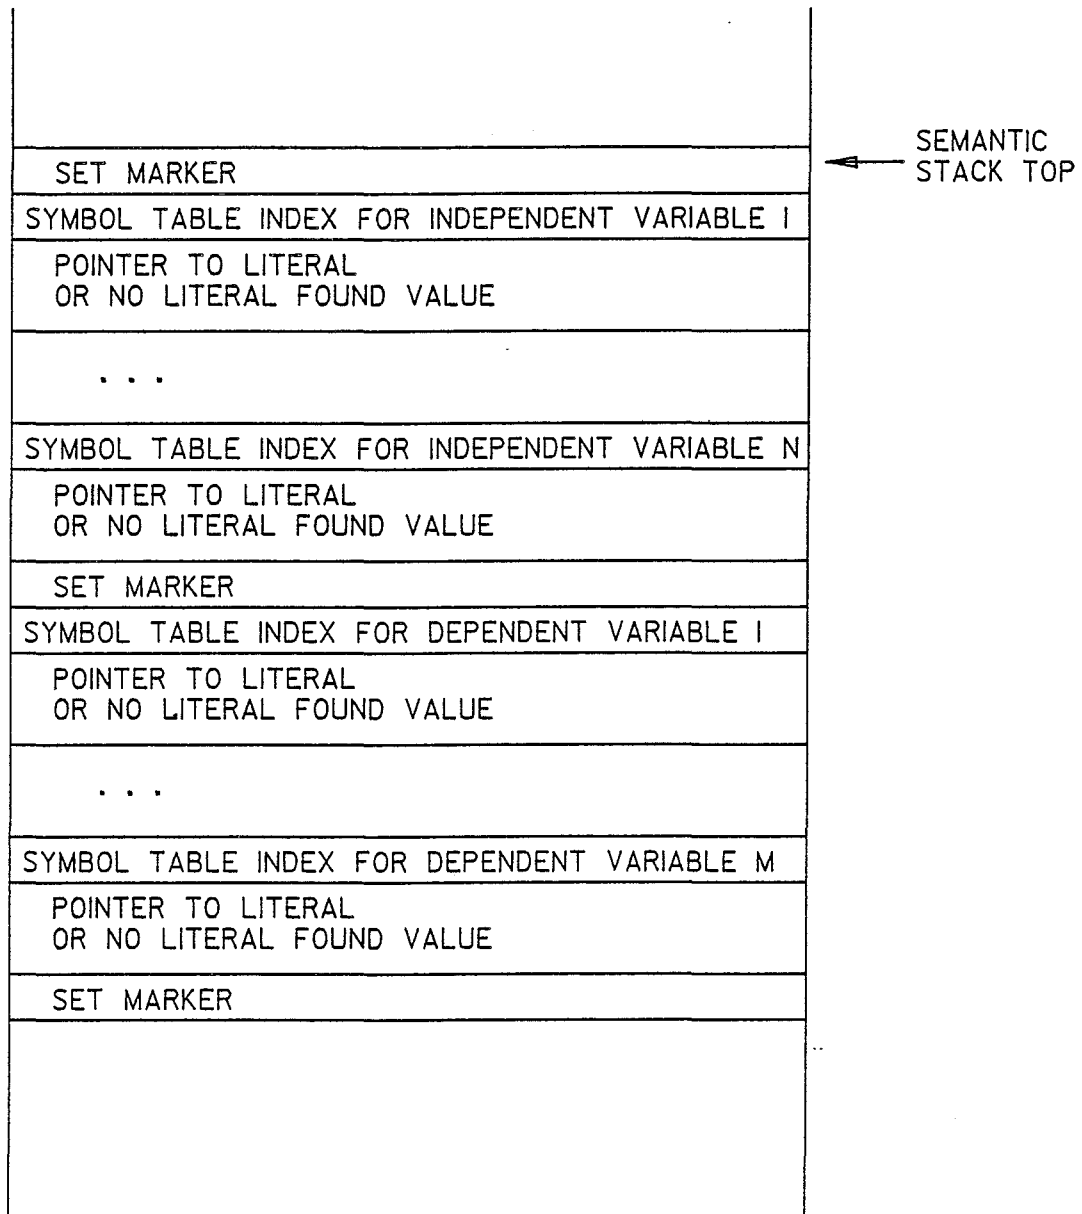 SEMANTIC
STACK TOP
SET MARKER
SYMBOL TABLE INDEX FOR INDEPENDENT VARIABLE I
POINTER TO LITERAL
OR NO LITERAL FOUND VALUE
. . .
SYMBOL TABLE INDEX FOR INDEPENDENT VARIABLE N
POINTER TO LITERAL
OR NO LITERAL FOUND VALUE
SET MARKER
SYMBOL TABLE INDEX FOR DEPENDENT VARIABLE I
POINTER TO LITERAL
OR NO LITERAL FOUND VALUE
. . .
SYMBOL TABLE INDEX FOR DEPENDENT VARIABLE M
POINTER TO LITERAL
OR NO LITERAL FOUND VALUE
SET MARKER